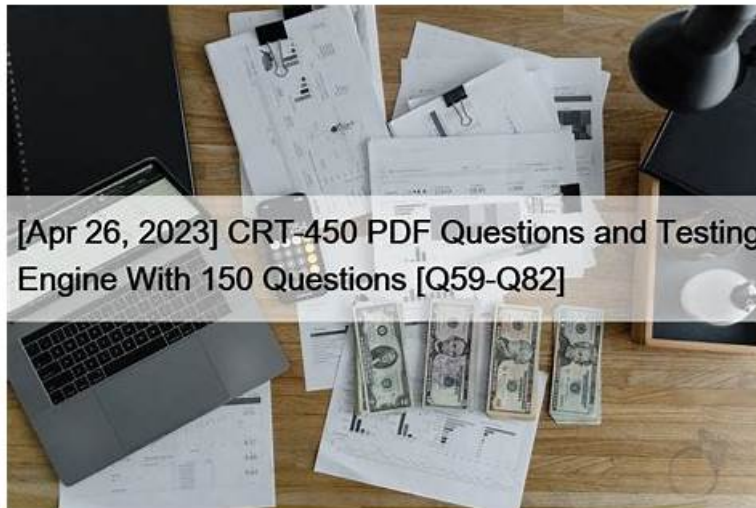 [Apr 26, 2023] CRT-450 PDF Questions and Testing
Engine With 150 Questions [Q59-Q82]